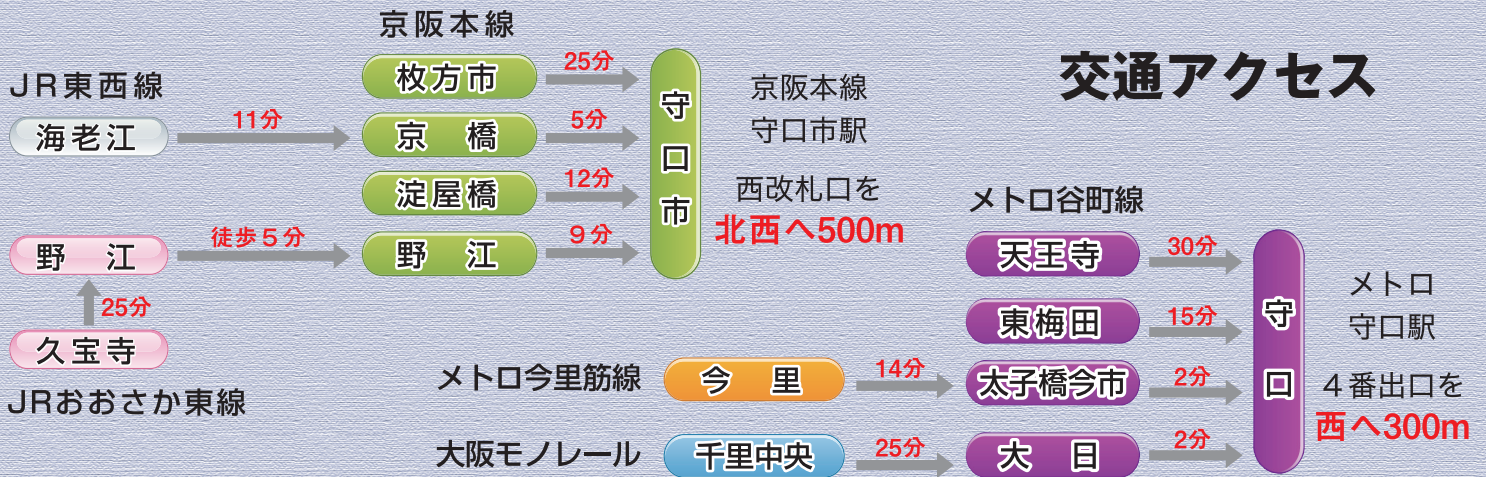 交通アクセス
京阪本線
JR東西線
海老江
11分
枚方市
25分
京橋
5分
淀屋橋
12分
野江
徒歩5分
野江
9分
25分
久宝寺
JRおおさか東線
守口市
京阪本線
守口市駅
西改札口を
北西へ500m
メトロ谷町線
天王寺
30分
東梅田
15分
メトロ今里筋線
今里
14分
太子橋今市
2分
大阪モノレール
千里中央
25分
大日
2分
守口
メトロ
守口駅
4番出口を
西へ300m